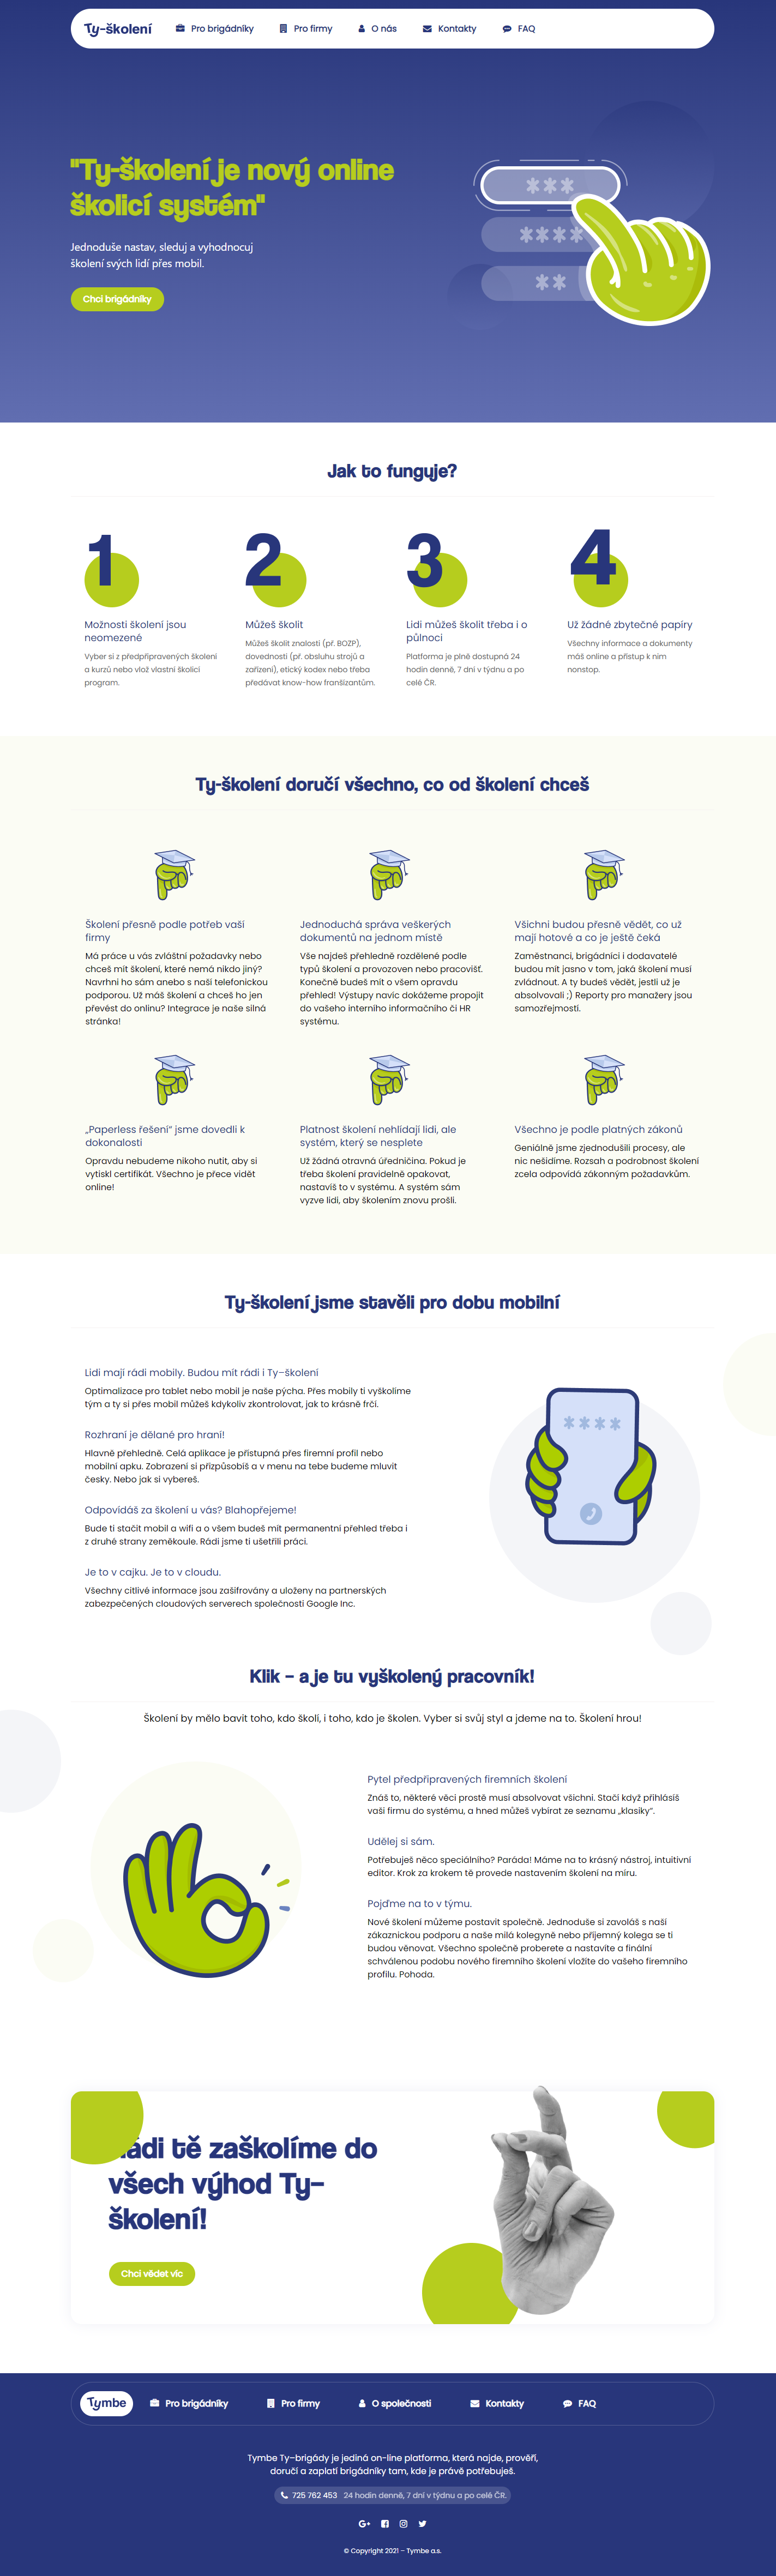 Ty-školení
Pro brigádníky
Pro firmy
O nás
Kontakty
FAQ
"Ty-školení je nový online
školicí systém"
Jednoduše nastav, sleduj a vyhodnocuj
školení svých lidí přes mobil.
Chci brigádníky
***
****
**
Jak to funguje?
1
2
3
4
Možnosti školení jsou
neomezené
Vyber si z předpřipravených školení
a kurzů nebo vlož vlastní školící
program.
Můžeš školit
Můžeš školit znalosti (př. BOZP),
dovednosti (př. obsluhu strojů a
zařízení), etický kodex nebo třeba
předávat know-how franšízantům.
Lidi můžeš školit třeba i o
půlnoci
Platforma je plně dostupná 24
hodin denně, 7 dní v týdnu a po
celé ČR.
Už žádné zbytečné papíry
Všechny informace a dokumenty
máš online a přístup k nim
nonstop.
Ty-školení doručí všechno, co od školení chceš
Školení přesně podle potřeb vaší
firmy
Má práce u vás zvláštní požadavky nebo
chceš mít školení, které nemá nikdo jiný?
Navrhni ho sám anebo s naší telefonickou
podporou. Už máš školení a chceš ho jen
převést do onlinu? Integrace je naše silná
stránka!
Jednoduchá správa veškerých
dokumentů na jednom místě
Vše najdeš přehledně rozdělené podle
typů školení a provozoven nebo pracovišť.
Konečně budeš mít o všem opravdu
přehled! Výstupy navíc dokážeme propojit
do vašeho interního informačního či HR
systému.
Všichni budou přesně vědět, co už
mají hotové a co je ještě čeká
Zaměstnanci, brigádníci i dodavatelé
budou mít jasno v tom, jaká školení musí
zvládnout. A ty budeš vědět, jestli už je
absolvovali ;) Reporty pro manažery jsou
samozřejmostí.
„Paperless řešení“ jsme dovedli k
dokonalosti
Opravdu nebudeme nikoho nutit, aby si
vytiskl certifikát. Všechno je přece vidět
online!
Platnost školení nehlídají lidi, ale
systém, který se nesplete
Už žádná otravná úředničina. Pokud je
třeba školení pravidelně opakovat,
nastavíš to v systému. A systém sám
vyzve lidi, aby školením znovu prošli.
Všechno je podle platných zákonů
Geniálně jsme zjednodušili procesy, ale
nic nešidíme. Rozsah a podrobnost školení
zcela odpovídá zákonným požadavkům.
Ty-školení jsme stavěli pro dobu mobilní
Lidi mají rádi mobily. Budou mít rádi i Ty–školení
Optimalizace pro tablet nebo mobil je naše pýcha. Přes mobily ti vyškolíme
tým a ty si přes mobil můžeš kdykoliv zkontrolovat, jak to krásně frčí.
Rozhraní je dělané pro hraní!
Hlavně přehledně. Celá aplikace je přístupná přes firemní profil nebo
mobilní apku. Zobrazení si přizpůsobíš a v menu na tebe budeme mluvit
česky. Nebo jak si vybereš.
Odpovídáš za školení u vás? Blahopřejeme!
Bude ti stačit mobil a wifi a o všem budeš mít permanentní přehled třeba i
z druhé strany zeměkoule. Rádi jsme ti ušetřili práci.
Je to v cajku. Je to v cloudu.
Všechny citlivé informace jsou zašifrovány a uloženy na partnerských
zabezpečených cloudových serverech společnosti Google Inc.
****
Klik – a je tu vyškolený pracovník!
Školení by mělo bavit toho, kdo školí, i toho, kdo je školen. Vyber si svůj styl a jdeme na to. Školení hrou!
Pytel předpřipravených firemních školení
Znáš to, některé věci prostě musí absolvovat všichni. Stačí když přihlásíš
vaši firmu do systému, a hned můžeš vybírat ze seznamu „klasiky“.
Udělej si sám.
Potřebuješ něco speciálního? Paráda! Máme na to krásný nástroj, intuitivní
editor. Krok za krokem tě provede nastavením školení na míru.
Pojďme na to v týmu.
Nové školení můžeme postavit společně. Jednoduše si zavoláš s naší
zákaznickou podporu a naše milá kolegyně nebo příjemný kolega se ti
budou věnovat. Všechno společně proberete a nastavíte a finální
schválenou podobu nového firemního školení vložíte do vašeho firemního
profilu. Pohoda.
ádi tě zaškolíme do
všech výhod Ty–
školení!
Chci vědět víc
Tymbe
Pro brigádníky
Pro firmy
O společnosti
Kontakty
FAQ
Tymbe Ty–brigády je jediná on-line platforma, která najde, prověří,
doručí a zaplatí brigádníky tam, kde je právě potřebuješ.
725 762 453 24 hodin denně, 7 dní v týdnu a po celé ČR.
© Copyright 2021 – Tymbe a.s.